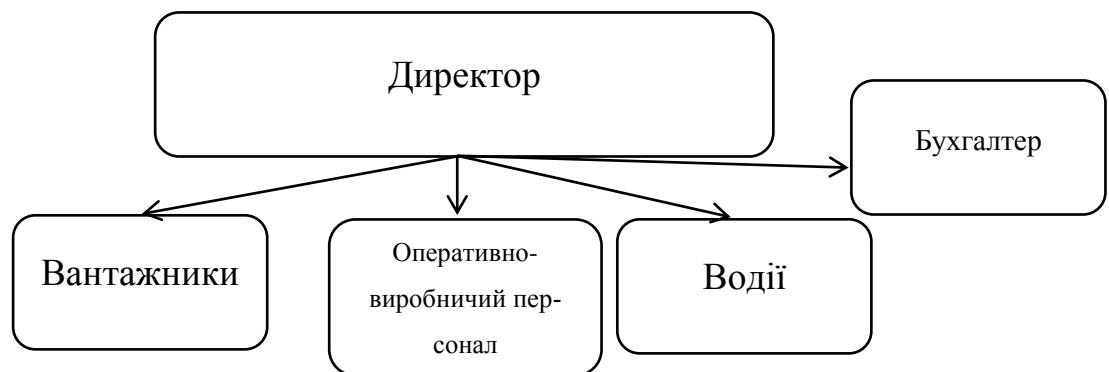 Директор
Бухгалтер
Вантажники
Оперативно-
виробничий пер-
сонал
Водії